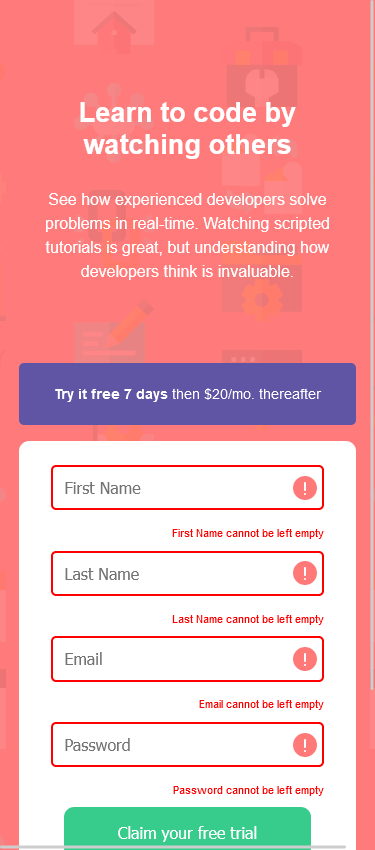 Learn to code by
watching others
See how experienced developers solve
problems in real-time. Watching scripted
tutorials is great, but understanding how
developers think is invaluable.
Try it free 7 days then $20/mo. thereafter
First Name
First Name cannot be left empty
Last Name
Last Name cannot be left empty
Email
Email cannot be left empty
Password
Password cannot be left empty
Claim your free trial